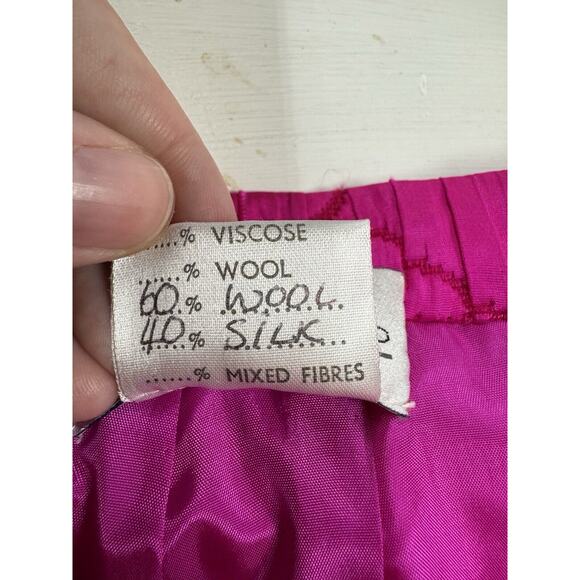 .....% VISCOSE
.....% WOOL
60.% WOOL
40.% SILK
......% MIXED FIBRES